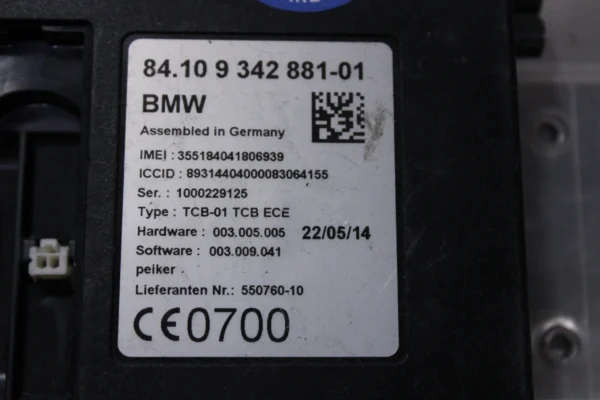 84.10 9 342 881-01
BMW
Assembled in Germany
IMEI : 355184041806939
ICCID : 89314404000083064155
Ser. : 1000229125
Type : TCB-01 TCB ECE
Hardware : 003.005.005 22/05/14
Software : 003.009.041
peiker
Lieferanten Nr.: 550760-10
CE0700